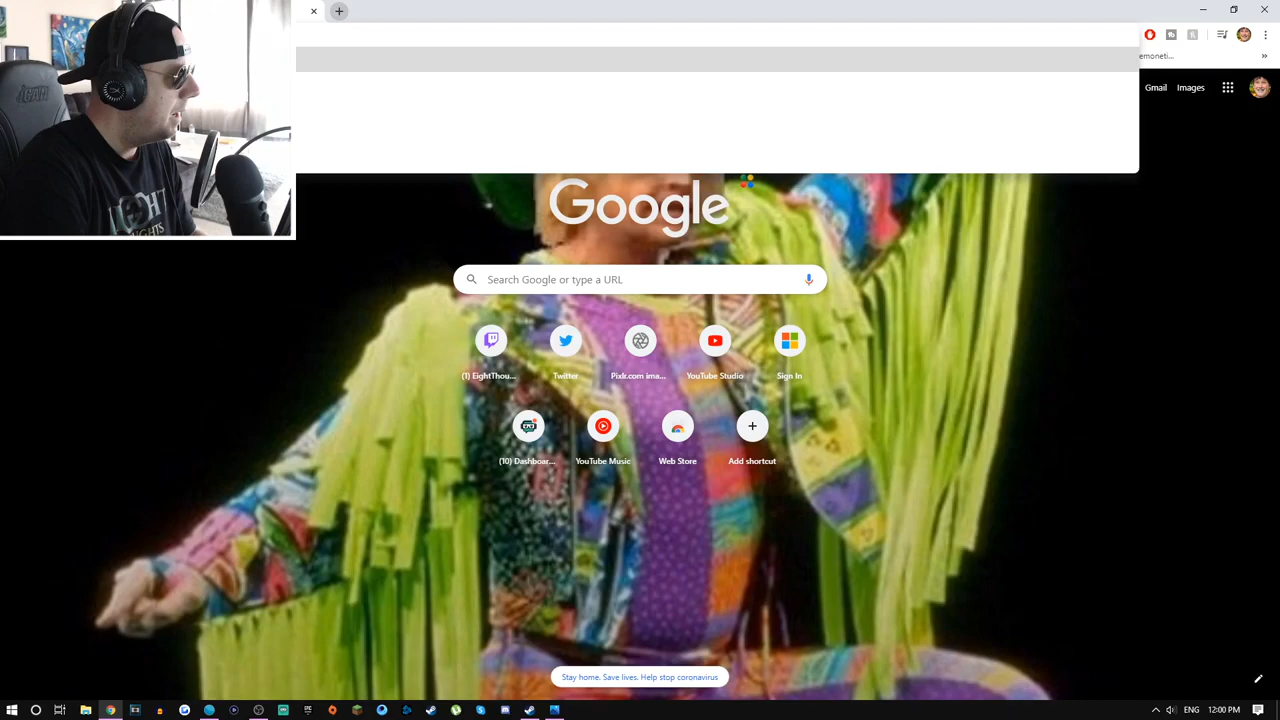 emoneti...
Gmail Images
Google
Search Google or type a URL
(1) EightThou...
Twitter
Pixlr.com ima...
YouTube Studio
Sign In
(10) Dashboar...
YouTube Music
Web Store
Add shortcut
Stay home. Save lives. Help stop coronavirus
ENG 12:00 PM